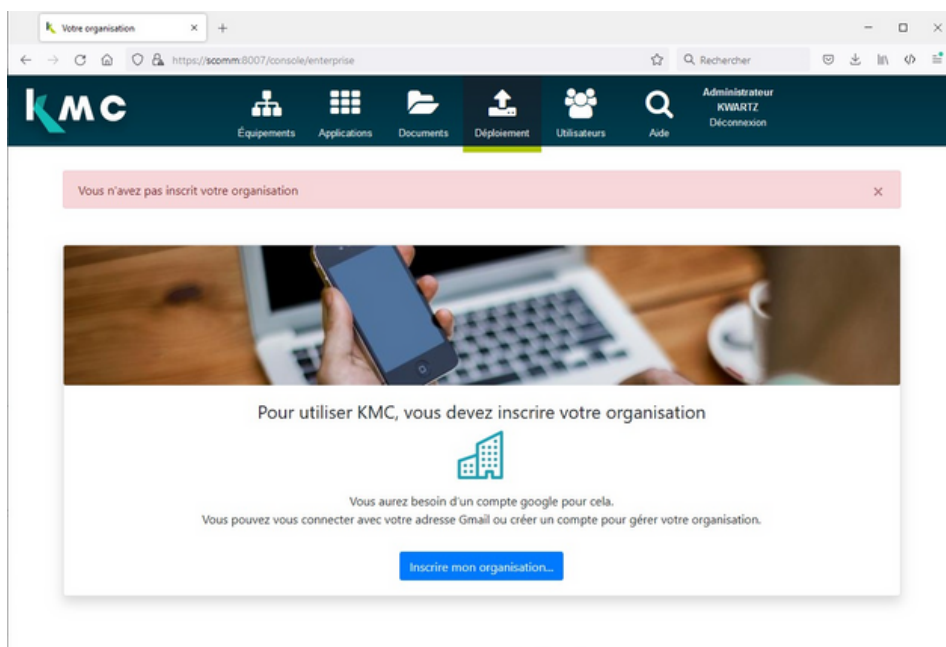 Votre organisation
https://scomm:8007/console/enterprise
Rechercher
KMC
Équipements
Applications
Documents
Déploiement
Utilisateurs
Aide
Administrateur
KWARTZ
Déconnexion
Vous n'avez pas inscrit votre organisation
Pour utiliser KMC, vous devez inscrire votre organisation
Vous aurez besoin d'un compte google pour cela.
Vous pouvez vous connecter avec votre adresse Gmail ou créer un compte pour gérer votre organisation.
Inscrire mon organisation...